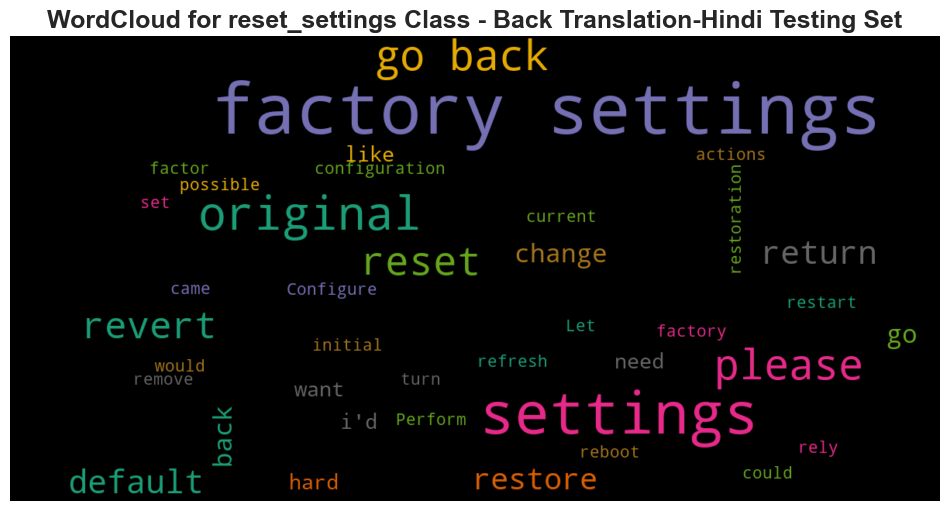 WordCloud for reset_settings Class - Back Translation-Hindi Testing Set
go back
factory settings
like
actions
factor
configuration
possible
restoration
set
original
current
reset
change
return
came
Configure
restart
revert
Let
factory
go
initial
refresh
need
please
would
remove
turn
want
settings
i'd
Perform
back
reboot
rely
default
hard
restore
could